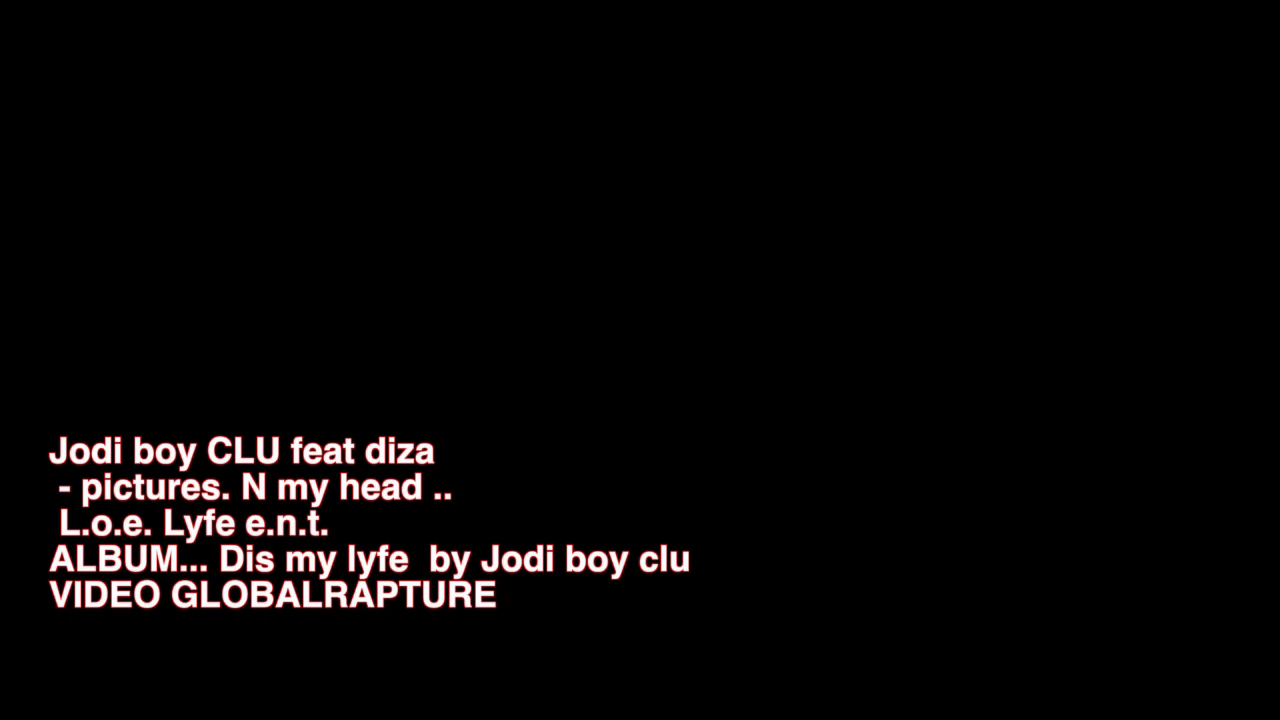 Jodi boy CLU feat diza
- pictures. N my head ..
L.o.e. Lyfe e.n.t.
ALBUM... Dis my lyfe  by Jodi boy clu
VIDEO GLOBALRAPTURE